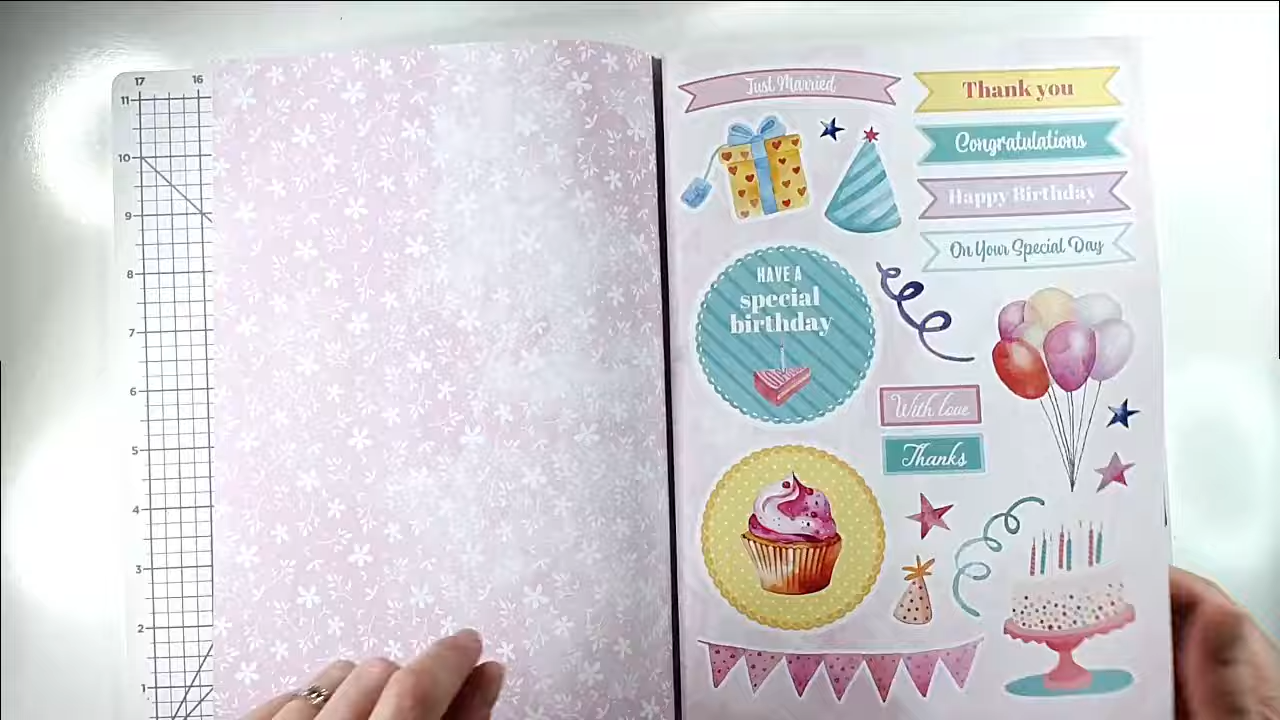 17 16
11
10
9
8
7
6
5
4
3
2
1
Just Married
Thank you
Congratulations
Happy Birthday
On Your Special Day
HAVE A
special
birthday
With love
Thanks